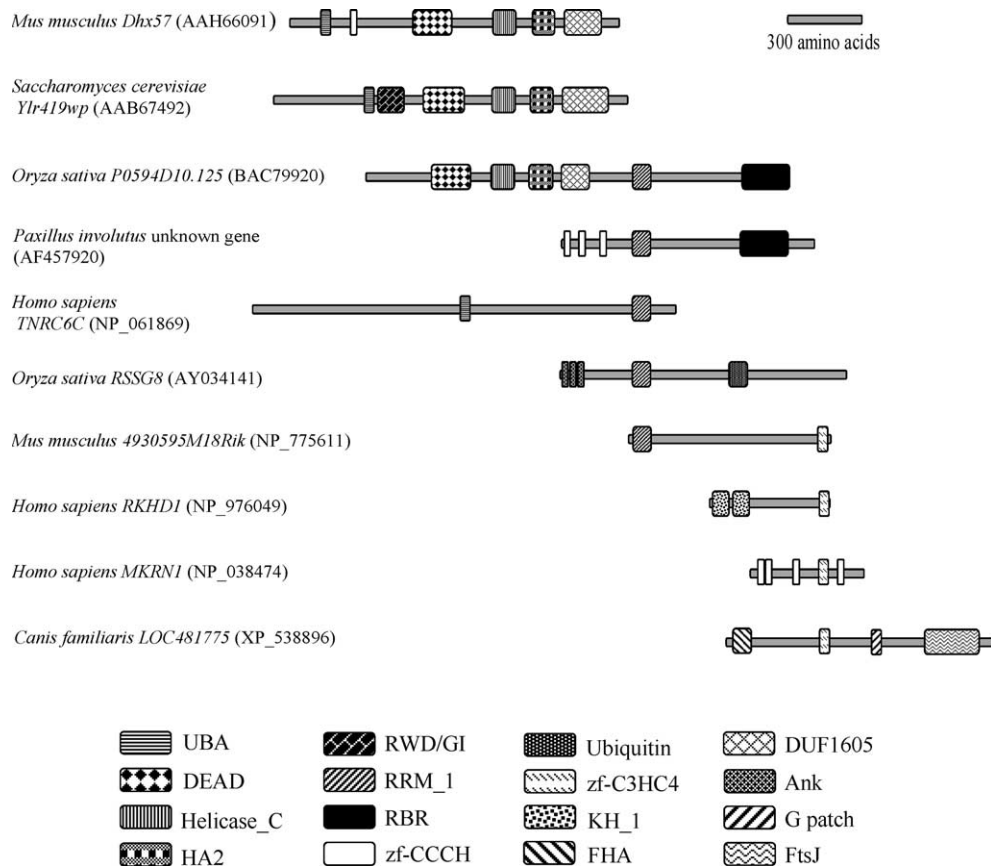 Mus musculus Dhx57 (AAH66091)
300 amino acids
Saccharomyces cerevisiae
Ylr419wp (AAB67492)
Oryza sativa P0594D10.125 (BAC79920)
Paxillus involutus unknown gene
(AF457920)
Homo sapiens
TNRC6C (NP_061869)
Oryza sativa RSSG8 (AY034141)
Mus musculus 4930595M18Rik (NP_775611)
Homo sapiens RKHD1 (NP_976049)
Homo sapiens MKRN1 (NP_038474)
Canis familiaris LOC481775 (XP_538896)
UBA RWD/GI Ubiquitin DUF1605
DEAD RRM_1 zf-C3HC4 Ank
Helicase_C RBR KH_1 G patch
HA2 zf-CCCH FHA FtsJ